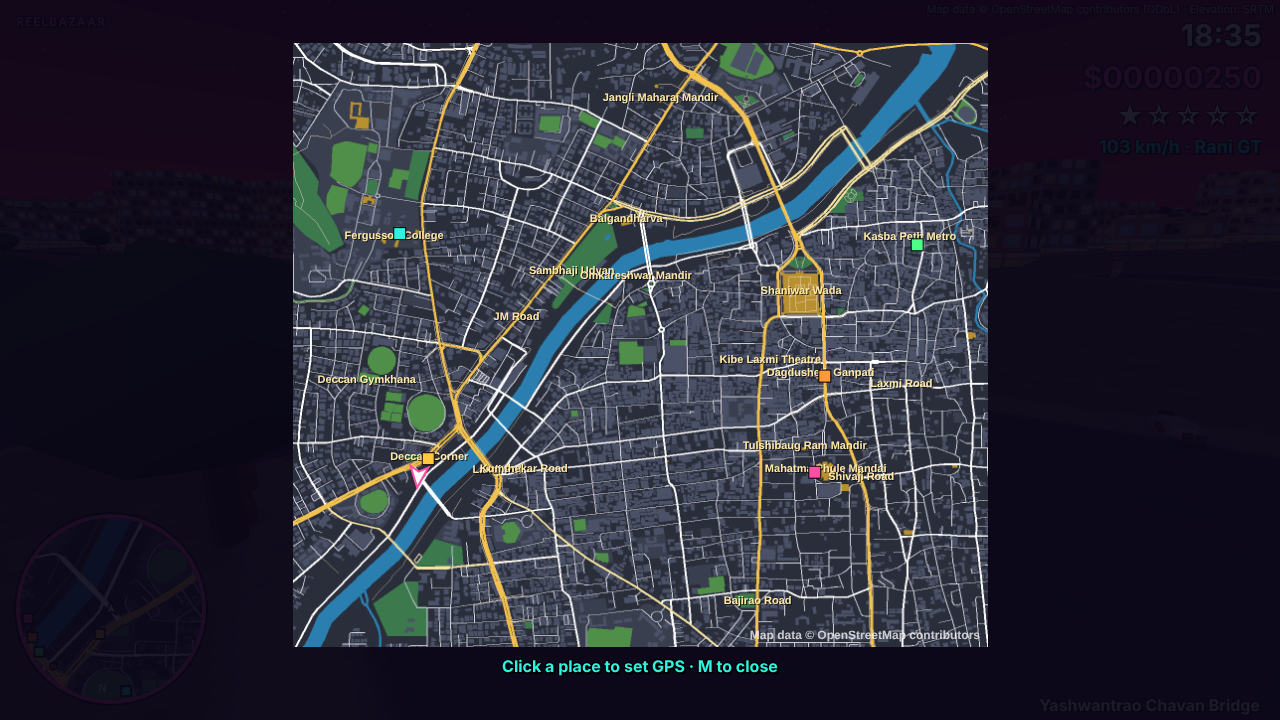 REELBAZAAR
Map data © OpenStreetMap contributors (ODbL) · Elevation: SRTM
18:35
$00000250
103 km/h · Rani GT
Jangli Maharaj Mandir
Balgandharva
Fergusson College
Kasba Peth Metro
Sambhaji Udyan
Omkareshwar Mandir
Shaniwar Wada
JM Road
Kibe Laxmi Theatre
Dagdusheth Ganpati
Deccan Gymkhana
Laxmi Road
Tulshibaug Ram Mandir
Deccan Corner
Kumthekar Road
Mahatma Phule Mandai
Shivaji Road
Bajirao Road
Map data © OpenStreetMap contributors
N
Click a place to set GPS · M to close
Yashwantrao Chavan Bridge